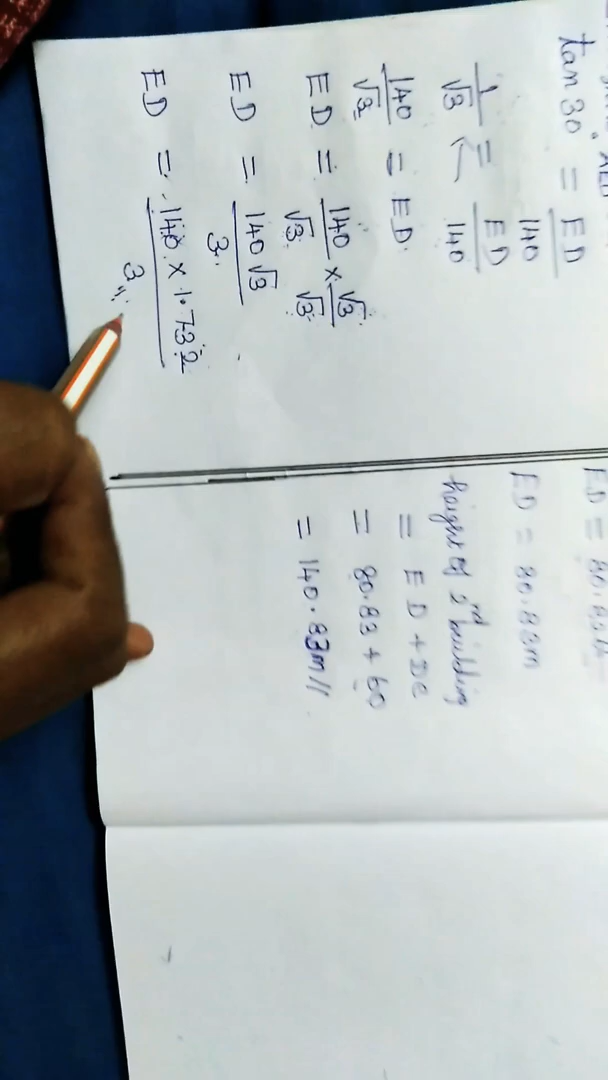 AED
tan 30° = ED/140
1/√3 = ED/140
140/√3 = ED.
ED = 140/√3 × √3/√3
ED = 140√3/3
ED = 140 × 1.732/3
ED =
ED = 80.83m
height of 2nd building
= ED + DC
= 80.83 + 60
= 140.83m//